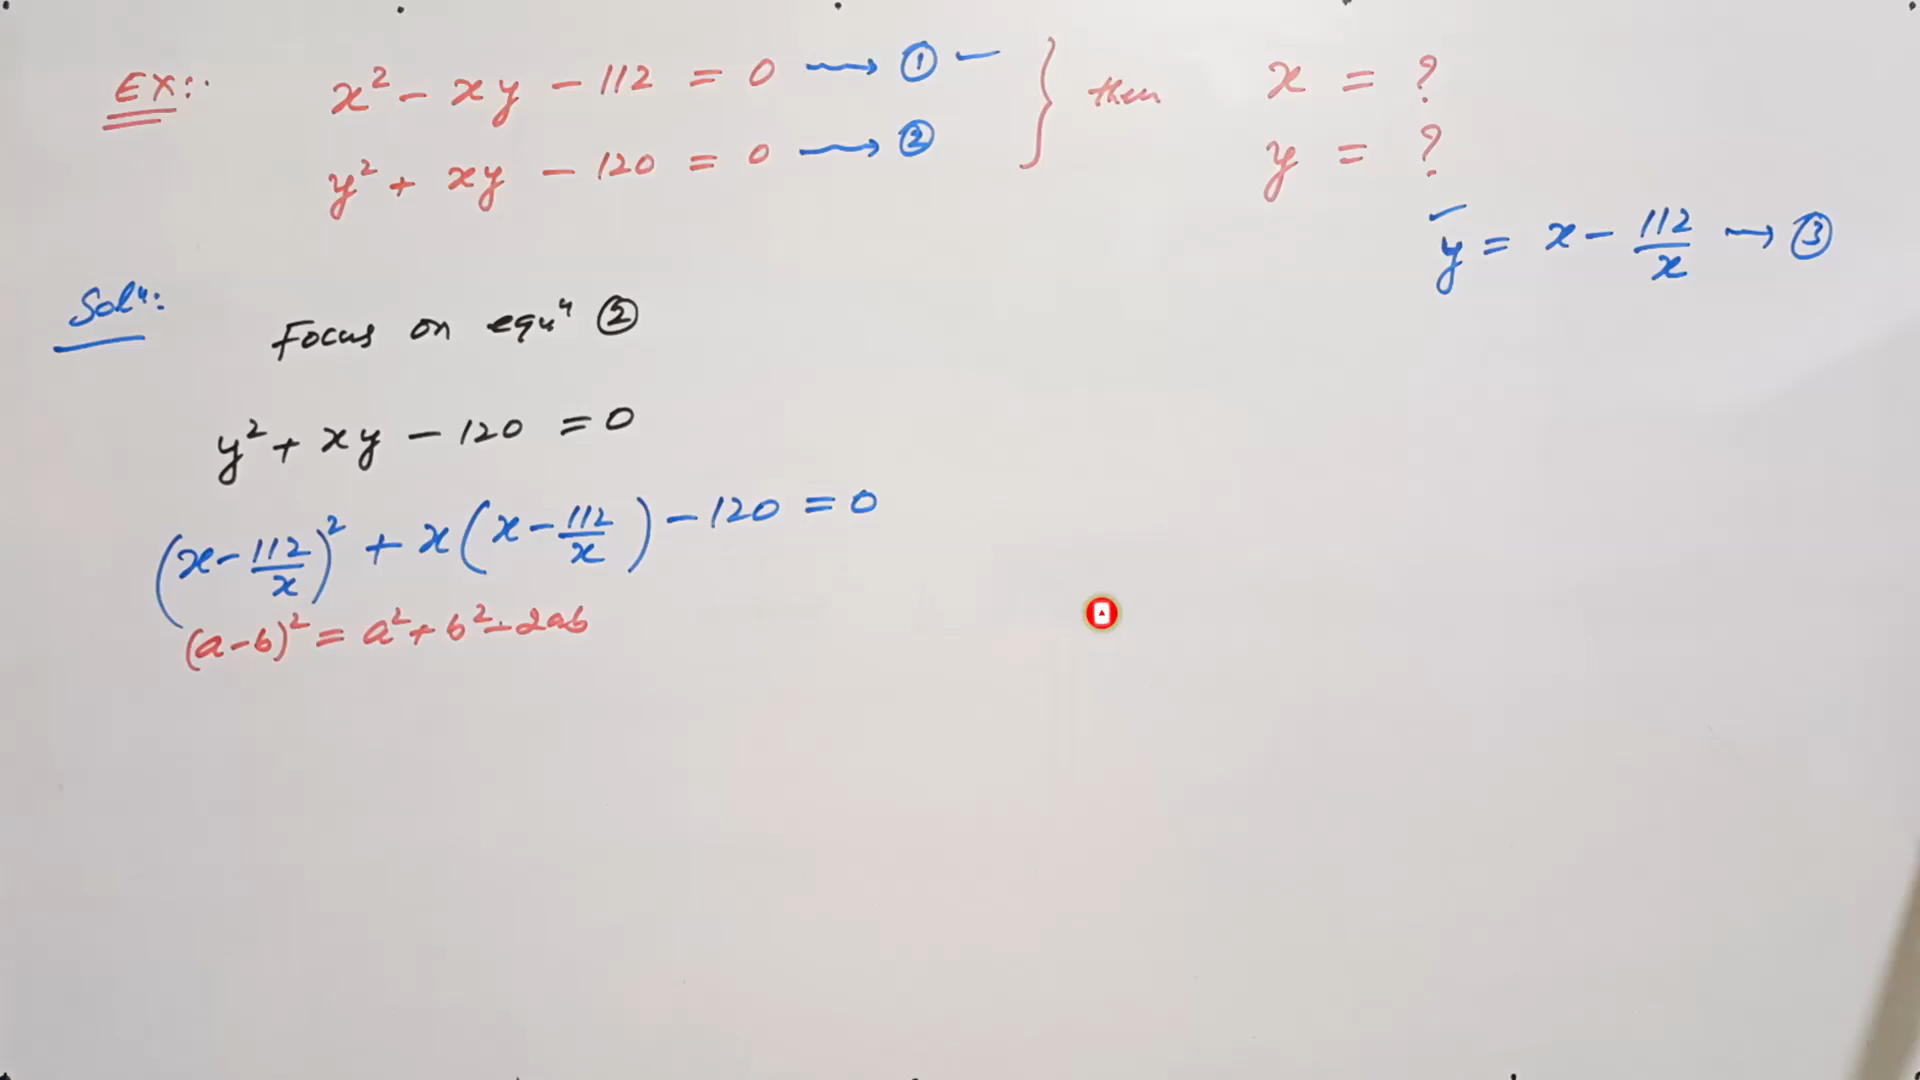 EX:. x² - xy - 112 = 0 → ① } then x = ?
y² + xy - 120 = 0 → ② y = ?
y = x - 112/x → ③
Solⁿ: Focus on equⁿ ②
y² + xy - 120 = 0
(x - 112/x)² + x(x - 112/x) - 120 = 0
(a-b)² = a² + b² - 2ab